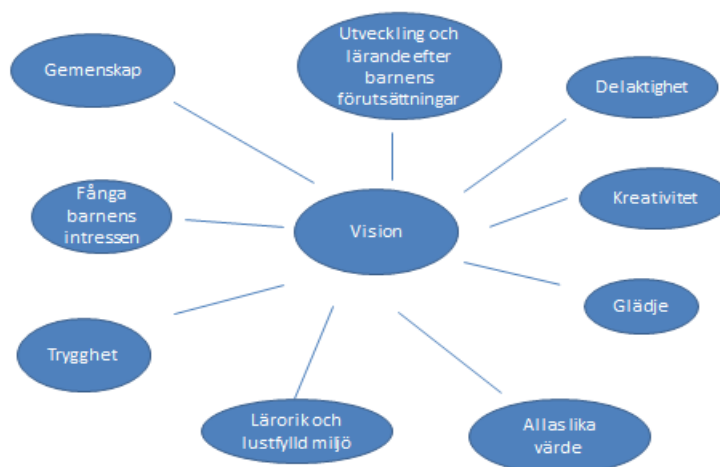 Utveckling och
lärande efter
barnens
förutsättningar
Gemenskap
Delaktighet
Fånga
barnens
intressen
Kreativitet
Vision
Glädje
Trygghet
Lärorik och
lustfylld miljö
Allas lika
värde